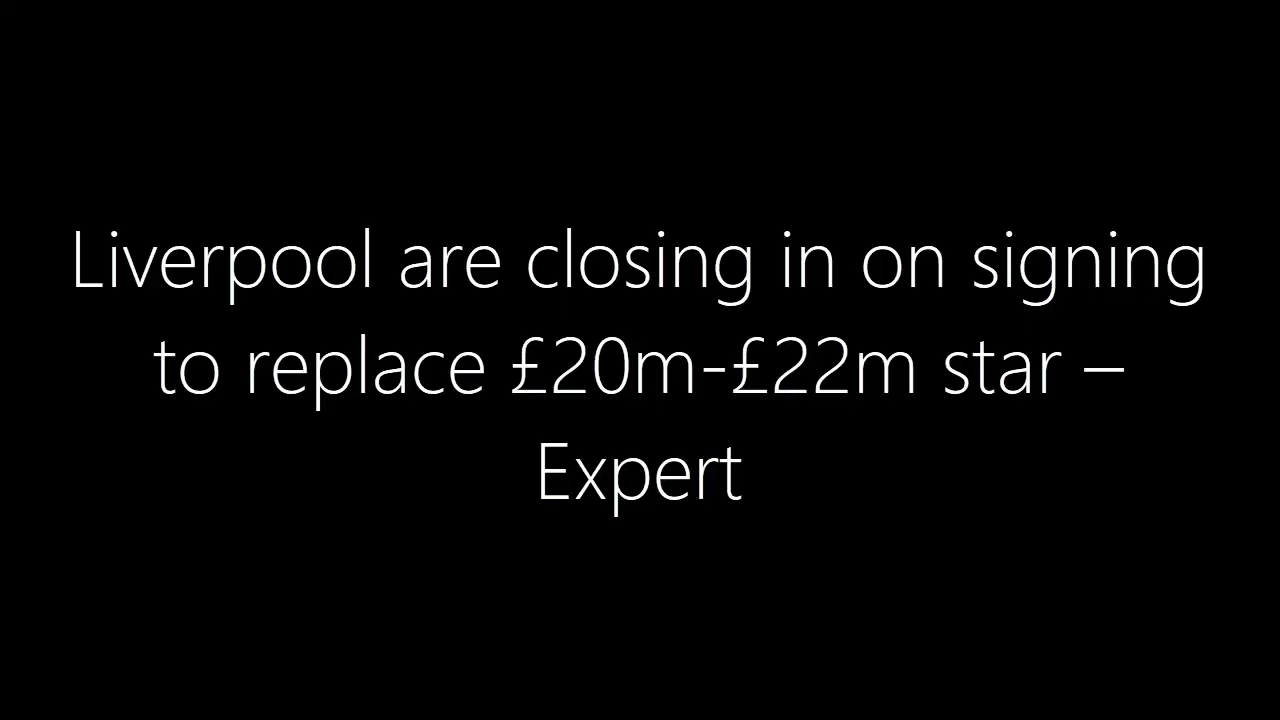 Liverpool are closing in on signing
to replace £20m-£22m star –
Expert